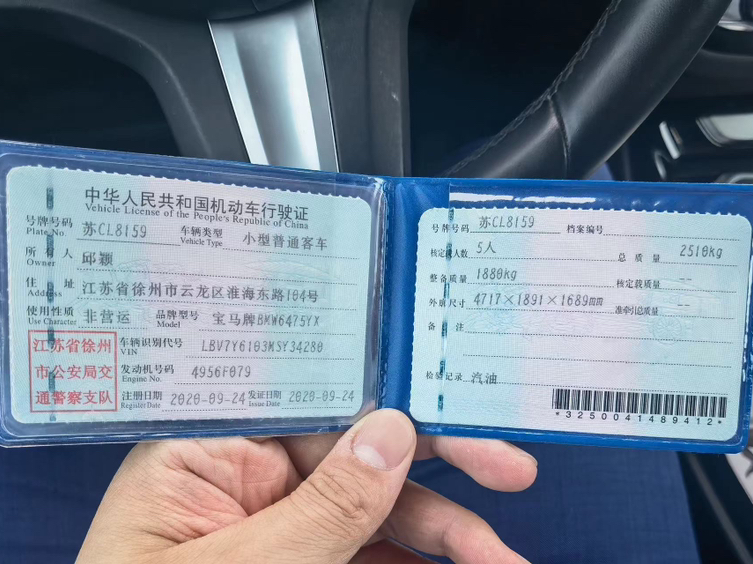 中华人民共和国机动车行驶证
Vehicle License of the People's Republic of China
号牌号码 苏CL8159 车辆类型 小型普通客车
Plate No. Vehicle Type
所有人 邱颖
Owner
住址 江苏省徐州市云龙区淮海东路104号
Address
使用性质 非营运 品牌型号 宝马牌BMW6475YX
Use Character Model
江苏省徐州
市公安局交
通警察支队
车辆识别代号 LBV7Y6103MSY34280
VIN
发动机号码 4956F079
Engine No.
注册日期 2020-09-24 发证日期 2020-09-24
Register Date Issue Date
号牌号码 苏CL8159 档案编号
核定载人数 5人 总质量 2510kg
整备质量 1880kg 核定载质量 --
外廓尺寸 4717×1891×1689mm 准牵引总质量 --
备注
检验记录 汽油
*3250041489412*